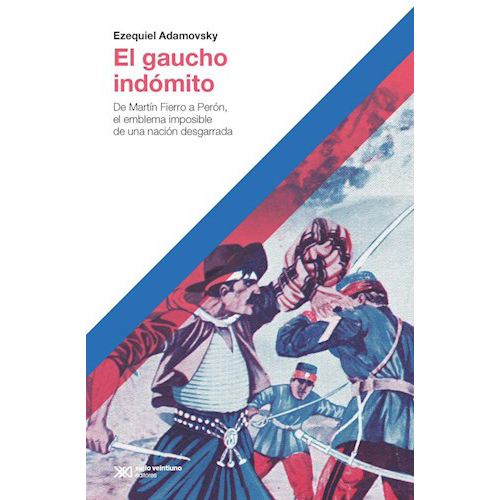 Ezequiel Adamovsky
El gaucho
indómito
De Martín Fierro a Perón,
el emblema imposible
de una nación desgarrada
siglo veintiuno
editores